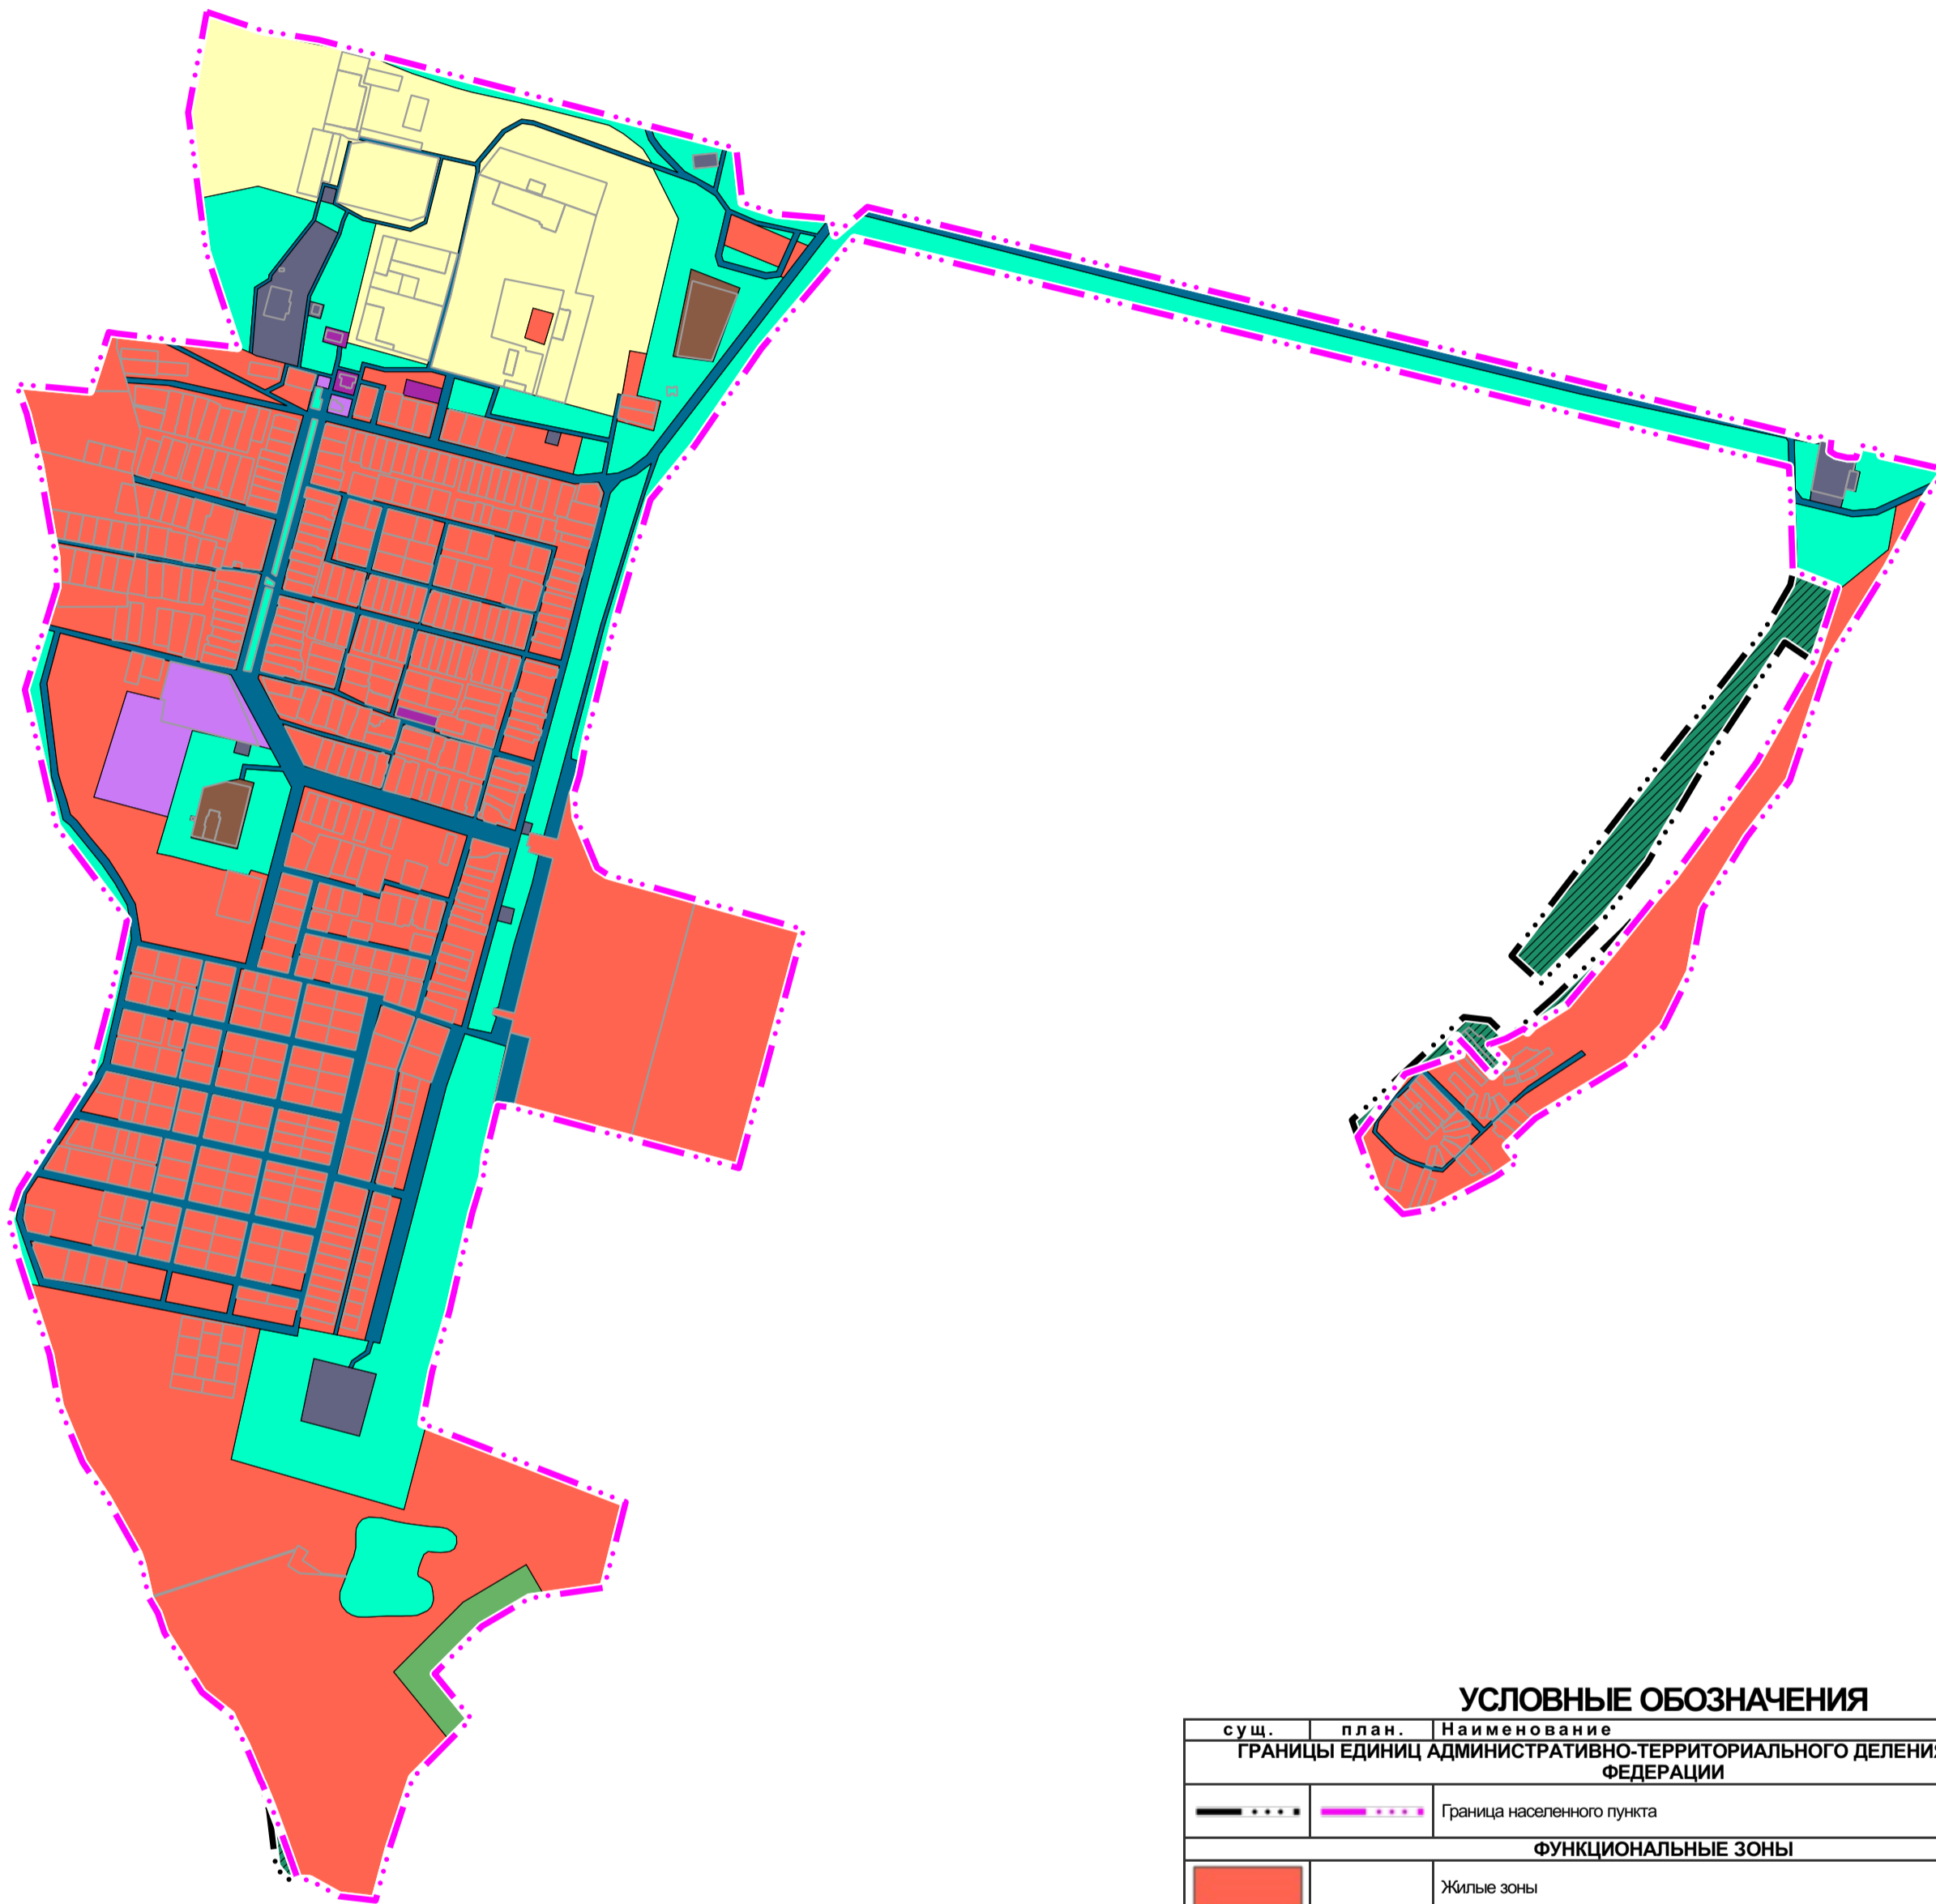 УСЛОВНЫЕ ОБОЗНАЧЕНИЯ
сущ. план. Наименование
ГРАНИЦЫ ЕДИНИЦ АДМИНИСТРАТИВНО-ТЕРРИТОРИАЛЬНОГО ДЕЛЕНИЯ
ФЕДЕРАЦИИ
Граница населенного пункта
ФУНКЦИОНАЛЬНЫЕ ЗОНЫ
Жилые зоны